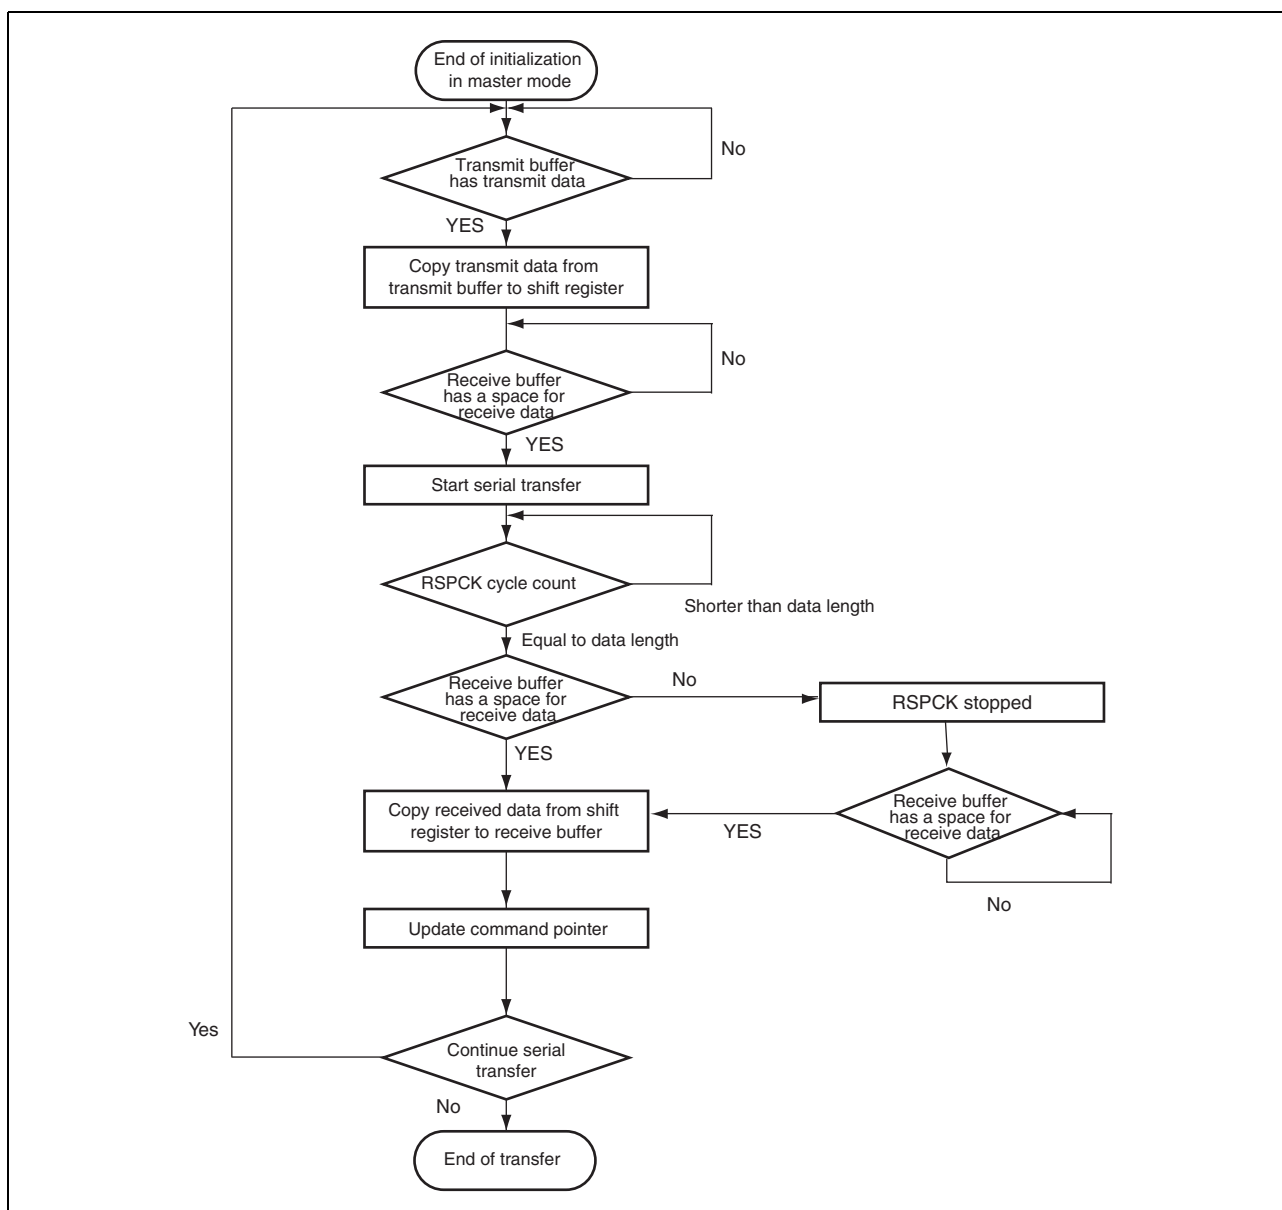 End of initialization
in master mode
No
Transmit buffer
has transmit data
YES
Copy transmit data from
transmit buffer to shift register
No
Receive buffer
has a space for
receive data
YES
Start serial transfer
RSPCK cycle count
Shorter than data length
Equal to data length
Receive buffer
has a space for
receive data
No
RSPCK stopped
YES
Copy received data from shift
register to receive buffer
YES
Receive buffer
has a space for
receive data
No
Update command pointer
Yes
Continue serial
transfer
No
End of transfer